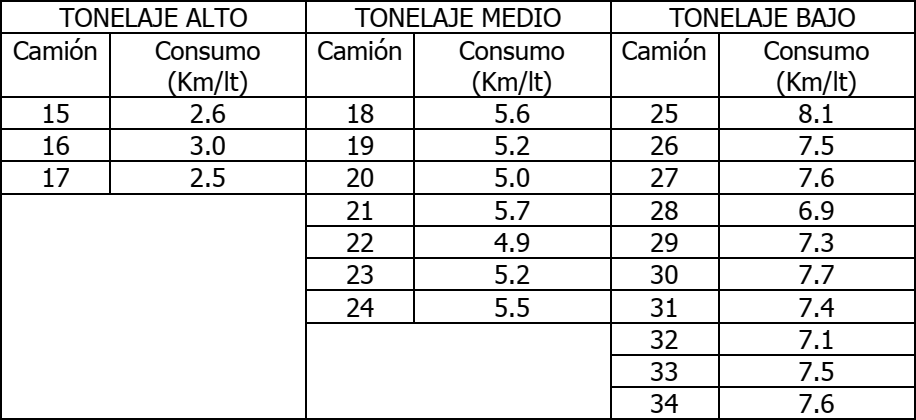 TONELAJE ALTO TONELAJE MEDIO TONELAJE BAJO
Camión Consumo (Km/lt) Camión Consumo (Km/lt) Camión Consumo (Km/lt)
15 2.6 18 5.6 25 8.1
16 3.0 19 5.2 26 7.5
17 2.5 20 5.0 27 7.6
21 5.7 28 6.9
22 4.9 29 7.3
23 5.2 30 7.7
24 5.5 31 7.4
32 7.1
33 7.5
34 7.6